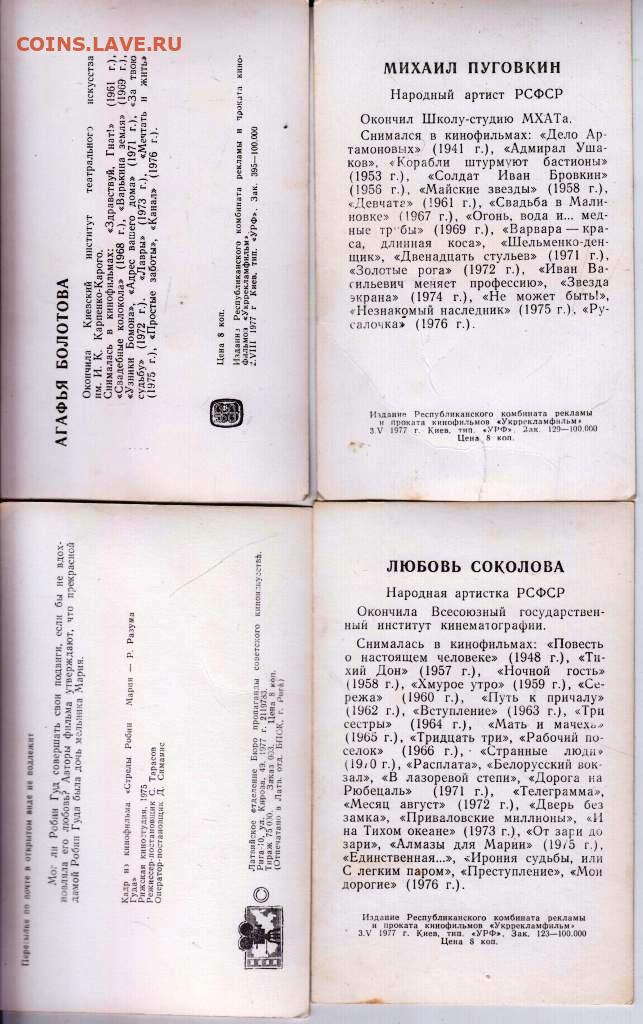 COINS.LAVE.RU
АГАФЬЯ БОЛОТОВА
Окончила Киевский институт театрального искусства
им. И. К. Карпенко-Карого.
Снималась в кинофильмах: «Здравствуй, Гнат!» (1961 г.),
«Свадебные колокола» (1968 г.), «Варькина земля» (1969 г.),
«Узники Бомона», «Адрес вашего дома» (1971 г.), «За твою
судьбу» (1972 г.), «Лавры» (1973 г.), «Мечтать и жить»
(1975 г.), «Простые заботы», «Канал» (1976 г.).
Цена 8 коп.
Издание Республиканского комбината рекламы и проката кино-
фильмов «Укррекламфильм»
2.VIII 1977 г. Киев, тип. «УРФ», Зак. 395—100.000
МИХАИЛ ПУГОВКИН
Народный артист РСФСР
Окончил Школу-студию МХАТа.
Снимался в кинофильмах: «Дело Ар-
тамоновых» (1941 г.), «Адмирал Уша-
ков», «Корабли штурмуют бастионы»
(1953 г.), «Солдат Иван Бровкин»
(1956 г.), «Майские звезды» (1958 г.),
«Девчата» (1961 г.), «Свадьба в Мали-
новке» (1967 г.), «Огонь, вода и... мед-
ные трубы» (1969 г.), «Варвара — кра-
са, длинная коса», «Шельменко-ден-
щик», «Двенадцать стульев» (1971 г.),
«Золотые рога» (1972 г.), «Иван Ва-
сильевич меняет профессию», «Звезда
экрана» (1974 г.), «Не может быть!»,
«Незнакомый наследник» (1975 г.), «Ру-
салочка» (1976 г.).
Издание Республиканского комбината рекламы
и проката кинофильмов «Укррекламфильм»
3.V 1977 г. Киев, тип. «УРФ», Зак. 129—100.000
Цена 8 коп.
Пересылке по почте в открытом виде не подлежит
Мог ли Робин Гуд совершать свои подвиги, если бы не вдох-
новляла его любовь? Авторы фильма утверждают, что прекрасной
дамой Робин Гуда была дочь мельника Мария.
Кадр из кинофильма «Стрелы Робин Гуда» Мария — Р. Разума
Рижская киностудия, 1975
Режиссер-постановщик С. Тарасов
Оператор-постановщик Д. Симанис
Латвийское отделение Бюро пропаганды советского киноискусства.
Рига-10, ул. Кирова, 49. 1977 г.
Тираж 75 000. Цена 8 коп.
(Отпечатано в Латв. отд. БПСК, г. Рига)
ЛЮБОВЬ СОКОЛОВА
Народная артистка РСФСР
Окончила Всесоюзный государствен-
ный институт кинематографии.
Снималась в кинофильмах: «Повесть
о настоящем человеке» (1948 г.), «Ти-
хий Дон» (1957 г.), «Ночной гость»
(1958 г.), «Хмурое утро» (1959 г.), «Се-
режа» (1960 г.), «Путь к причалу»
(1962 г.), «Вступление» (1963 г.), «Три
сестры» (1964 г.), «Мать и мачеха»
(1965 г.), «Тридцать три», «Рабочий по-
селок» (1966 г.), «Странные люди»
(1970 г.), «Расплата», «Белорусский вок-
зал», «В лазоревой степи», «Дорога на
Рюбецаль» (1971 г.), «Телеграмма»,
«Месяц август» (1972 г.), «Дверь без
замка», «Приваловские миллионы», «И
на Тихом океане» (1973 г.), «От зари до
зари», «Алмазы для Марии» (1975 г.),
«Единственная...», «Ирония судьбы, или
С легким паром», «Преступление», «Мои
дорогие» (1976 г.).
Издание Республиканского комбината рекламы
и проката кинофильмов «Укррекламфильм»
3.V 1977 г. Киев, тип. «УРФ», Зак. 123—100.000
Цена 8 коп.